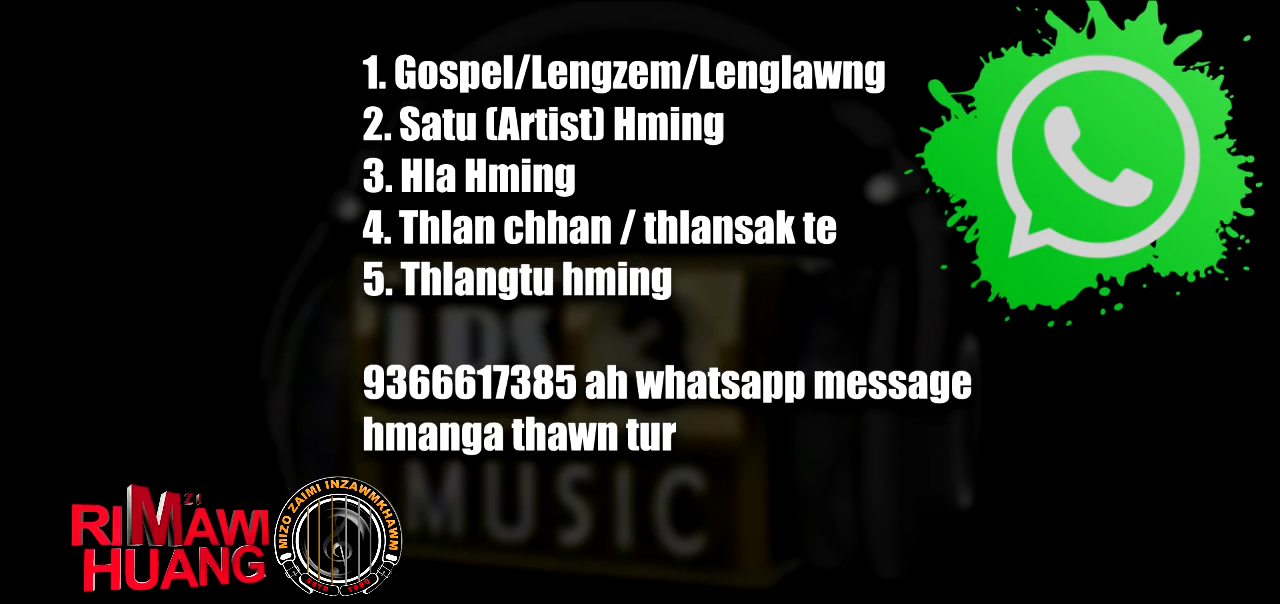 1. Gospel/Lengzem/Lenglawng
2. Satu (Artist) Hming
3. Hla Hming
4. Thlan chhan / thlansak te
5. Thlangtu hming
9366617385 ah whatsapp message
hmanga thawn tur
MUSIC
RIMAWI
ZI
HUANG
MIZO ZAIMI INZAWMKHAWM